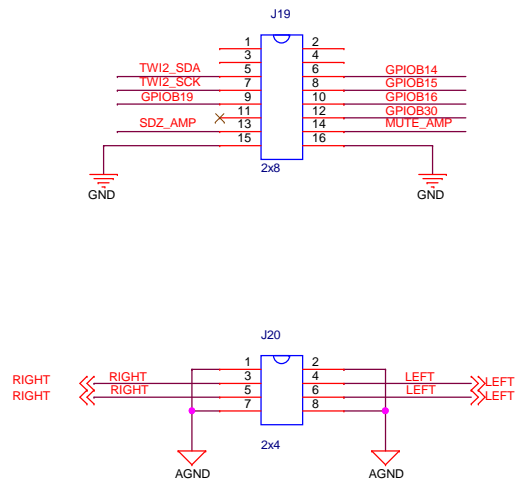 J19
1 2
3 4
TWI2_SDA 5 6 GPIOB14
TWI2_SCK 7 8 GPIOB15
GPIOB19 9 10 GPIOB16
11 12 GPIOB30
SDZ_AMP 13 14 MUTE_AMP
15 16
2x8
GND GND
J20
1 2
RIGHT RIGHT 3 4 LEFT LEFT
RIGHT RIGHT 5 6 LEFT LEFT
7 8
2x4
AGND AGND